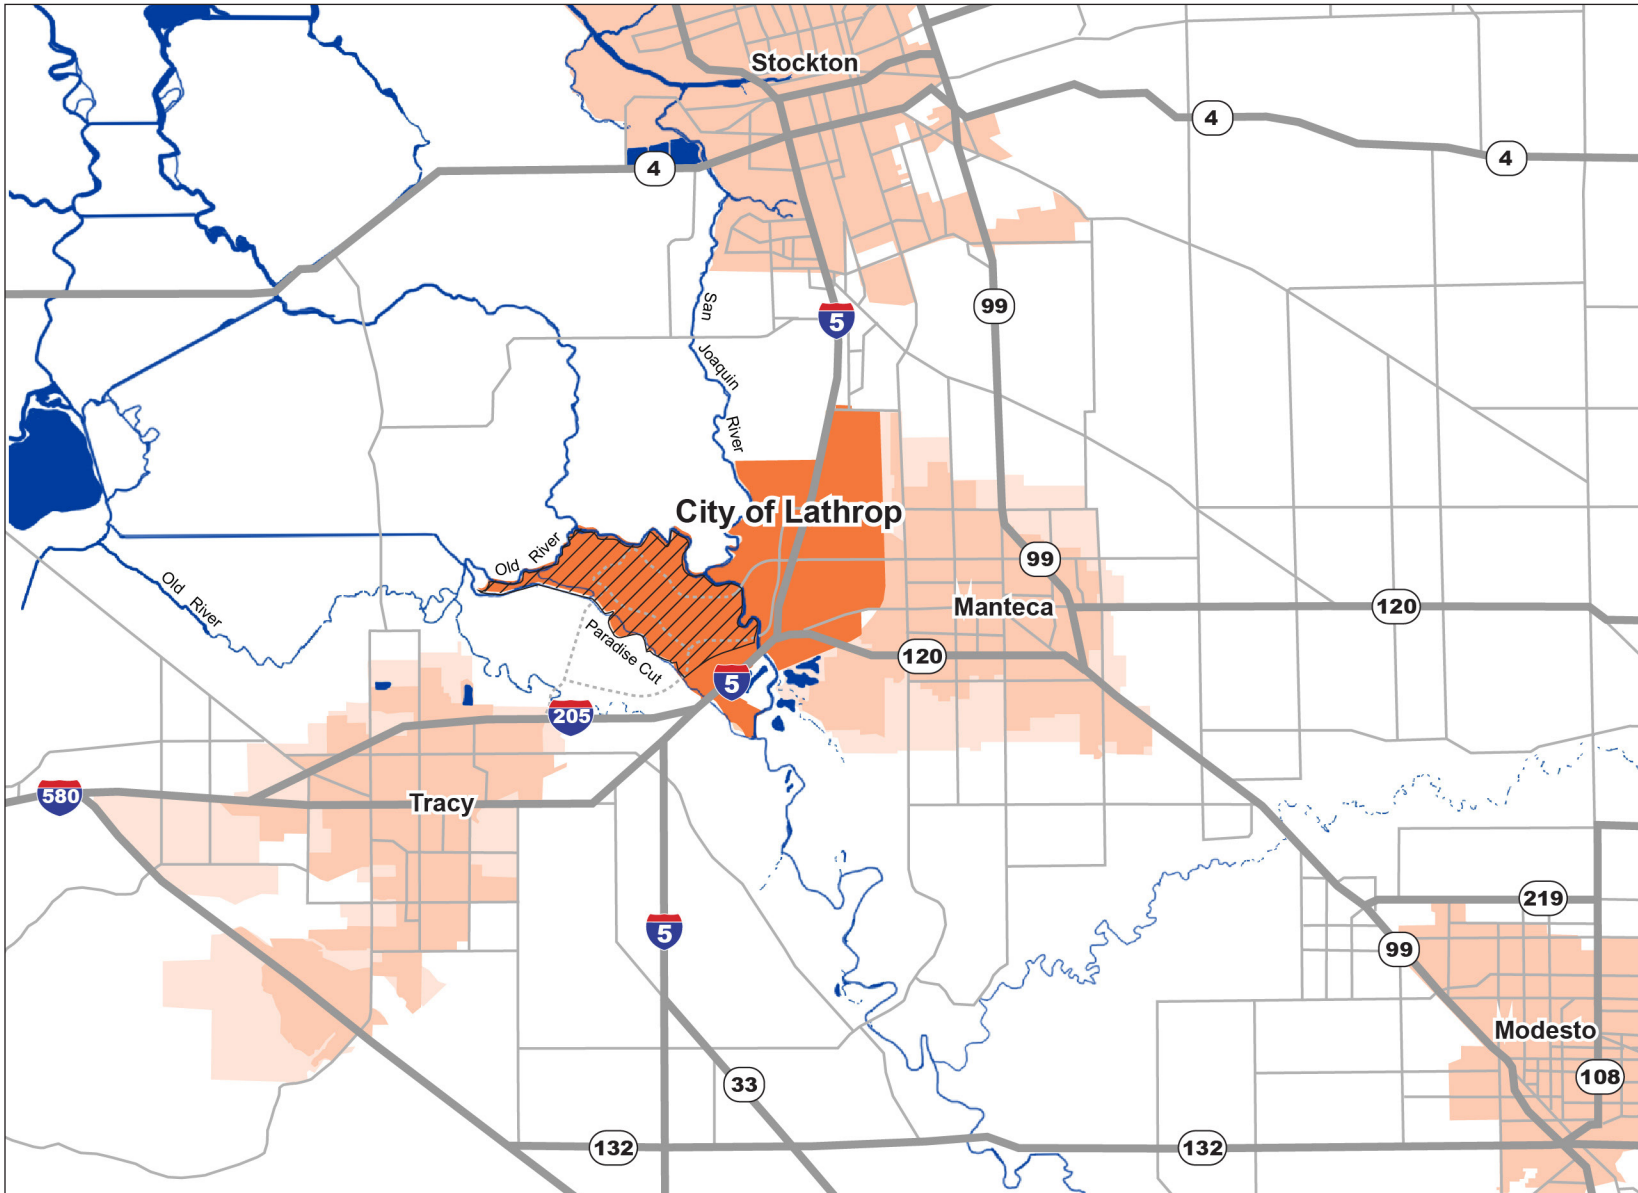 Stockton
4
4
4
San
Joaquin
River
5
99
City of Lathrop
Old River
99
Old River
Manteca
120
Paradise Cut
120
5
205
580
Tracy
219
5
99
Modesto
108
33
132
132